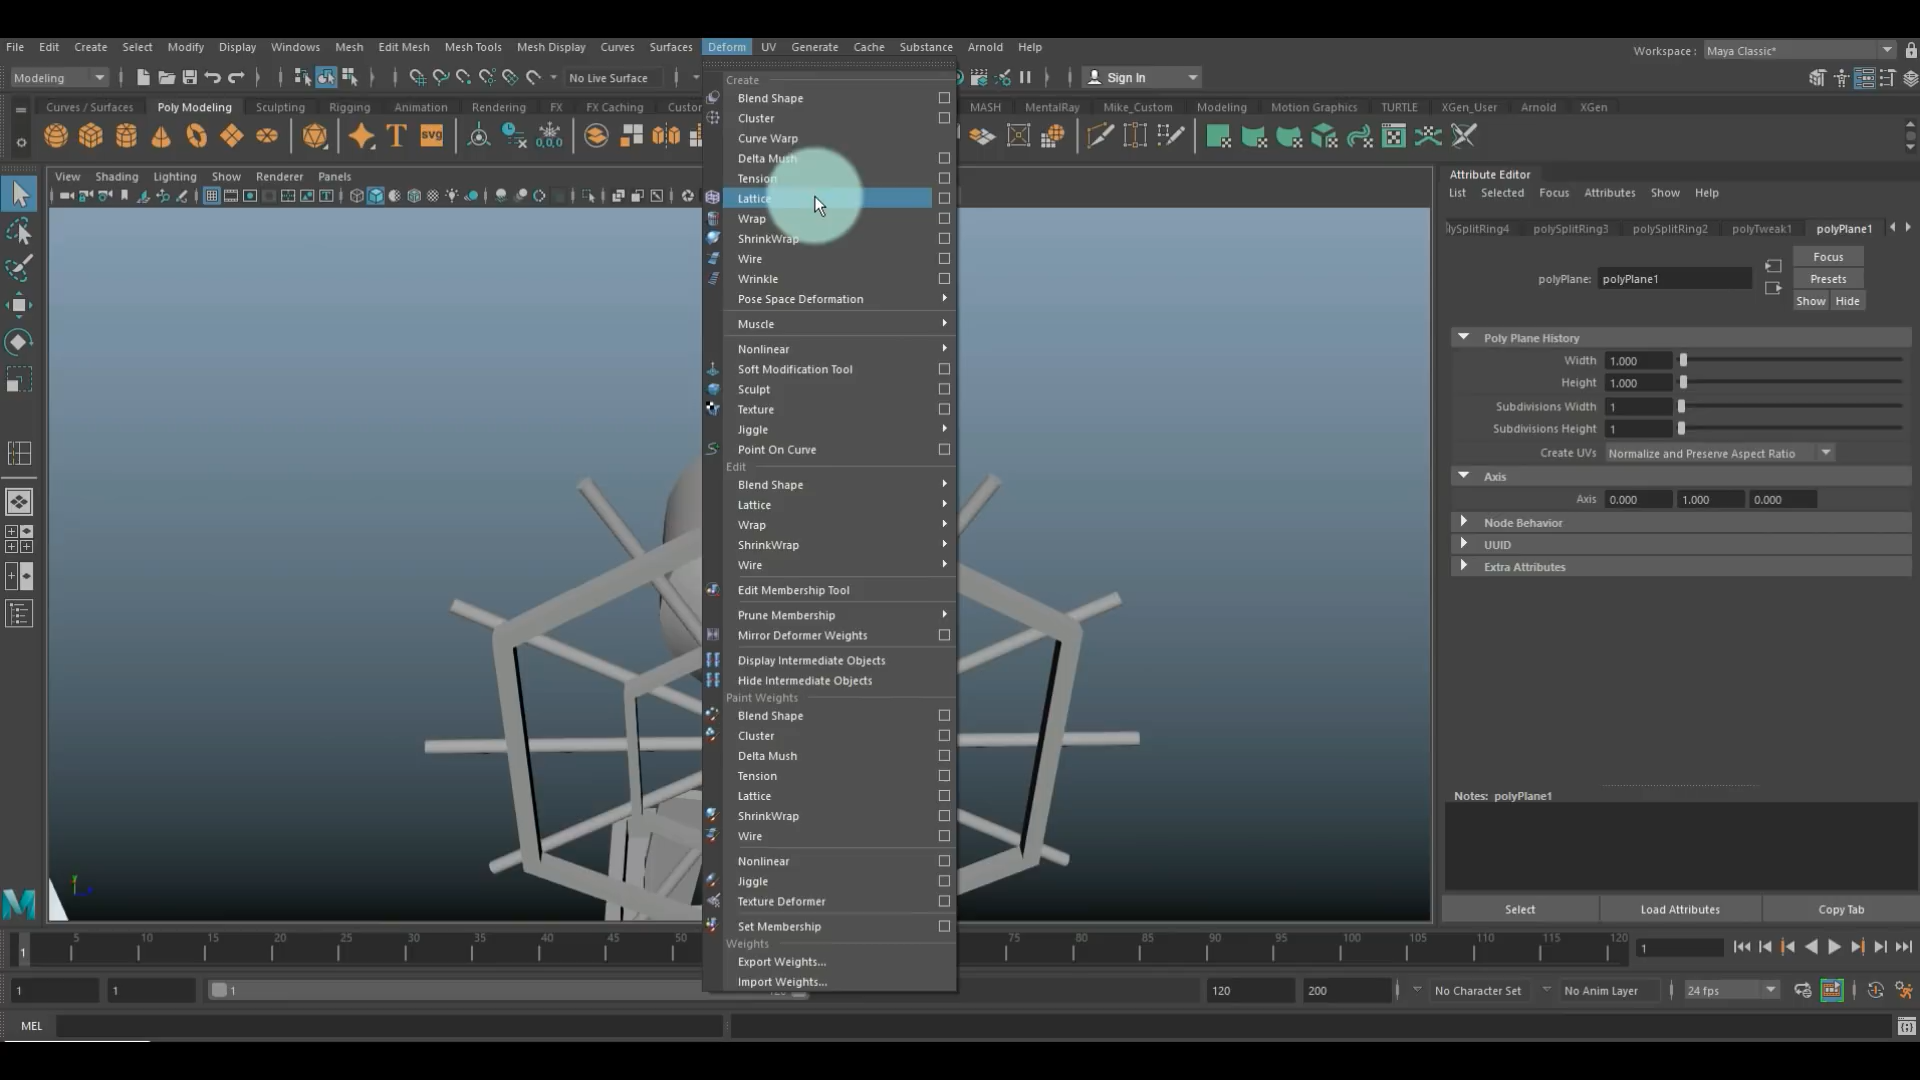 File Edit Create Select Modify Display Windows Mesh Edit Mesh Mesh Tools Mesh Display Curves Surfaces Deform UV Generate Cache Substance Arnold Help
Workspace : Maya Classic*
Modeling No Live Surface Sign In
Curves / Surfaces Poly Modeling Sculpting Rigging Animation Rendering FX FX Caching Custo MASH MentalRay Mike_Custom Modeling Motion Graphics TURTLE XGen_User Arnold XGen
T svg 0,0,0
View Shading Lighting Show Renderer Panels
Create
Blend Shape
Cluster
Curve Warp
Delta Mush
Tension
Lattice
Wrap
ShrinkWrap
Wire
Wrinkle
Pose Space Deformation
Muscle
Nonlinear
Soft Modification Tool
Sculpt
Texture
Jiggle
Point On Curve
Edit
Blend Shape
Lattice
Wrap
ShrinkWrap
Wire
Edit Membership Tool
Prune Membership
Mirror Deformer Weights
Display Intermediate Objects
Hide Intermediate Objects
Paint Weights
Blend Shape
Cluster
Delta Mush
Tension
Lattice
ShrinkWrap
Wire
Nonlinear
Jiggle
Texture Deformer
Set Membership
Weights
Export Weights...
Import Weights...
Attribute Editor
List Selected Focus Attributes Show Help
lySplitRing4 polySplitRing3 polySplitRing2 polyTweak1 polyPlane1
Focus
polyPlane: polyPlane1 Presets
Show Hide
Poly Plane History
Width 1.000
Height 1.000
Subdivisions Width 1
Subdivisions Height 1
Create UVs Normalize and Preserve Aspect Ratio
Axis
Axis 0.000 1.000 0.000
Node Behavior
UUID
Extra Attributes
Notes: polyPlane1
Select Load Attributes Copy Tab
1 5 10 15 20 25 30 35 40 45 50 75 80 85 90 95 100 105 110 115 120 1
1 1 1 120 200 No Character Set No Anim Layer 24 fps
MEL